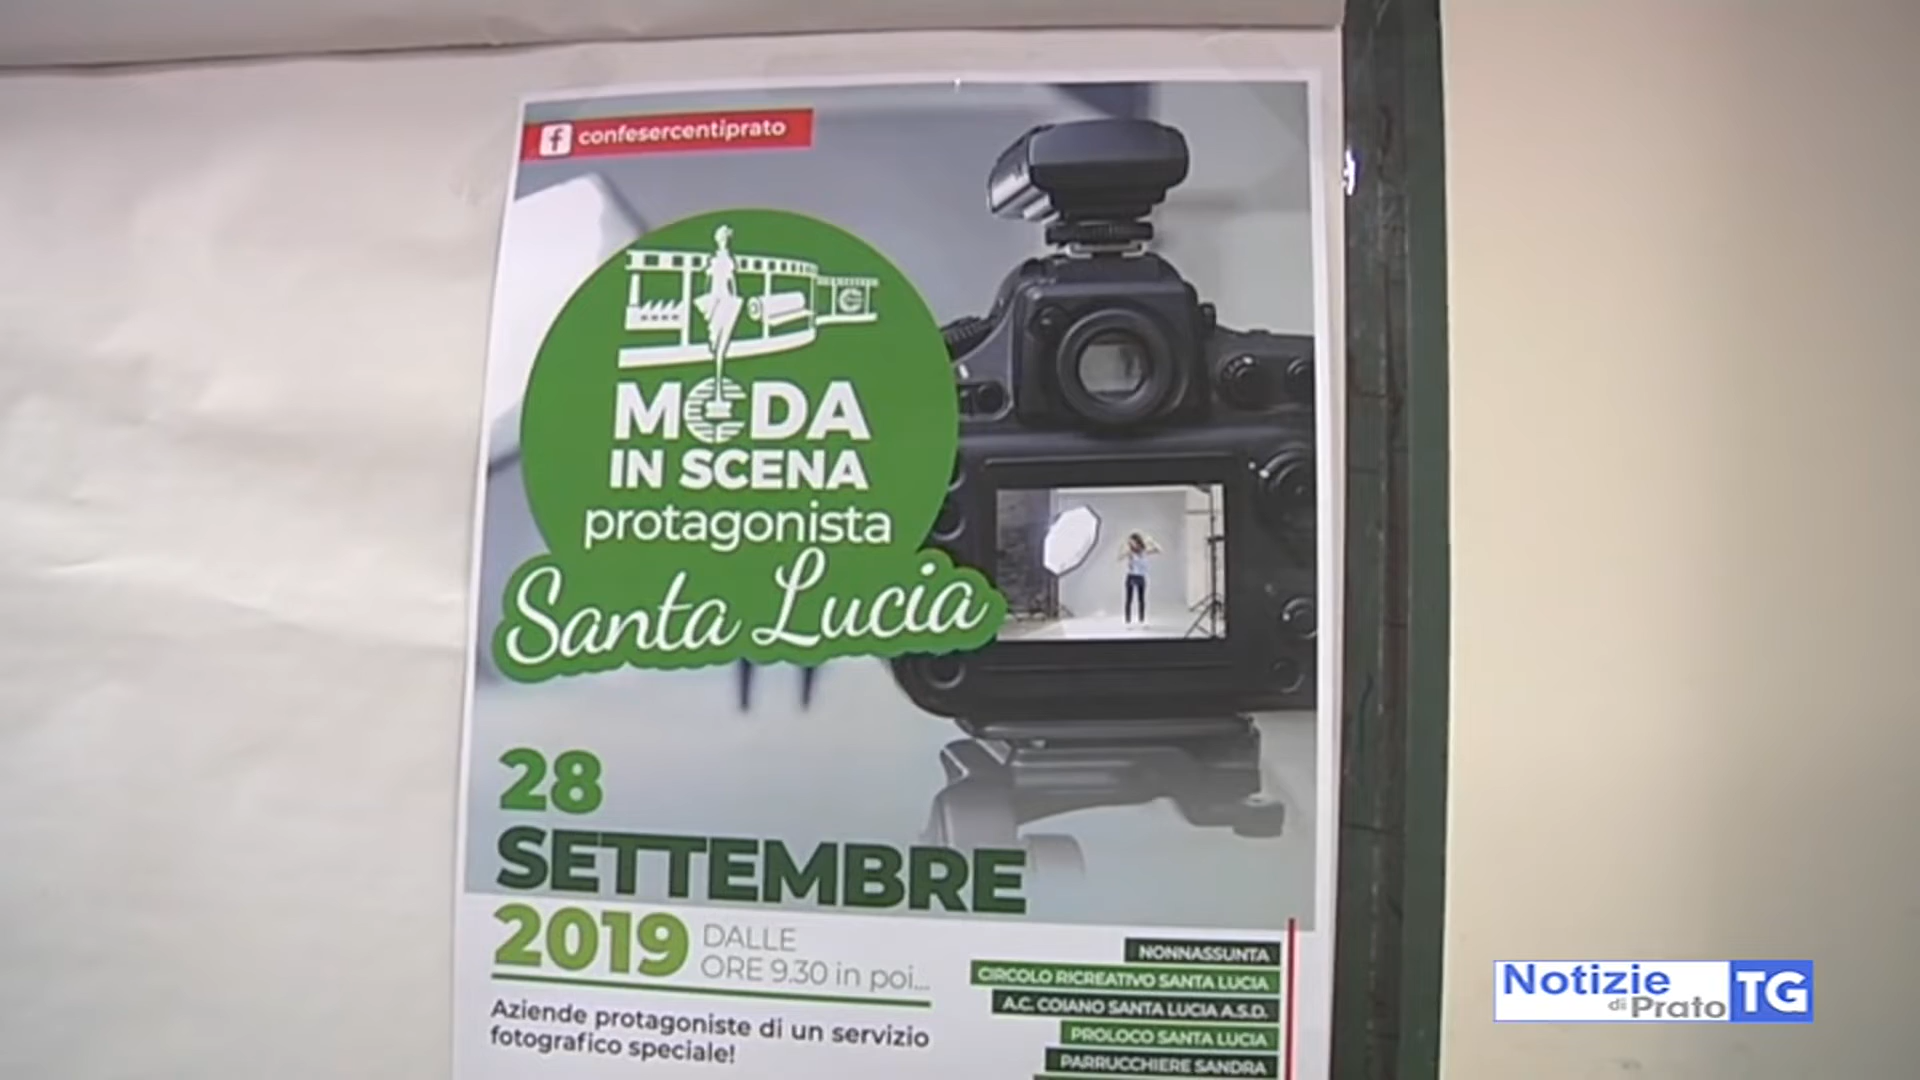 confesercentiprato
MODA
IN SCENA
protagonista
Santa Lucia
28
SETTEMBRE
2019
DALLE
ORE 9.30 in poi...
Aziende protagoniste di un servizio
fotografico speciale!
NONNASSUNTA
CIRCOLO RICREATIVO SANTA LUCIA
A.C. COIANO SANTA LUCIA A.S.D.
PROLOCO SANTA LUCIA
PARRUCCHIERE SANDRA
Notizie
di Prato
TG